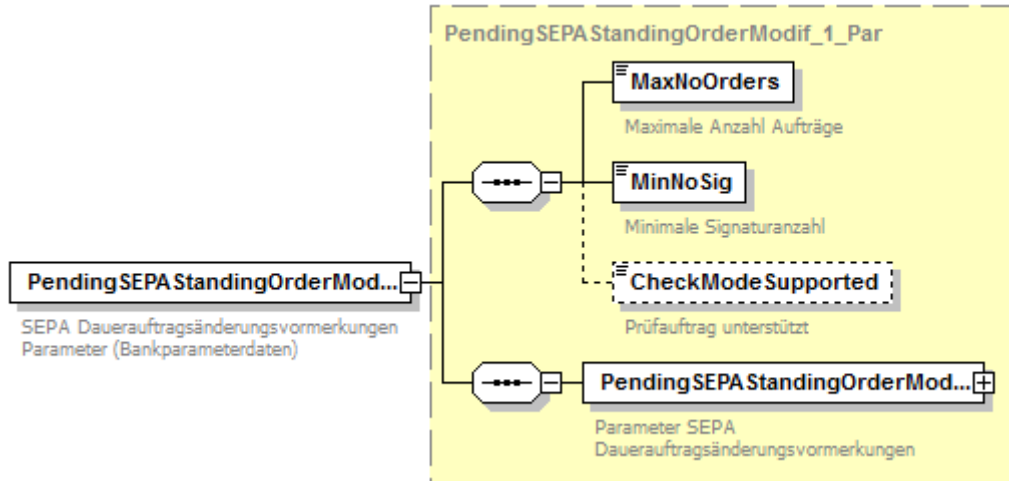 PendingSEPAStandingOrderModif_1_Par
MaxNoOrders
Maximale Anzahl Aufträge
MinNoSig
Minimale Signaturanzahl
PendingSEPAStandingOrderMod...
SEPA Dauerauftragsänderungsvormerkungen
Parameter (Bankparameterdaten)
CheckModeSupported
Prüfauftrag unterstützt
PendingSEPAStandingOrderMod...
Parameter SEPA
Dauerauftragsänderungsvormerkungen